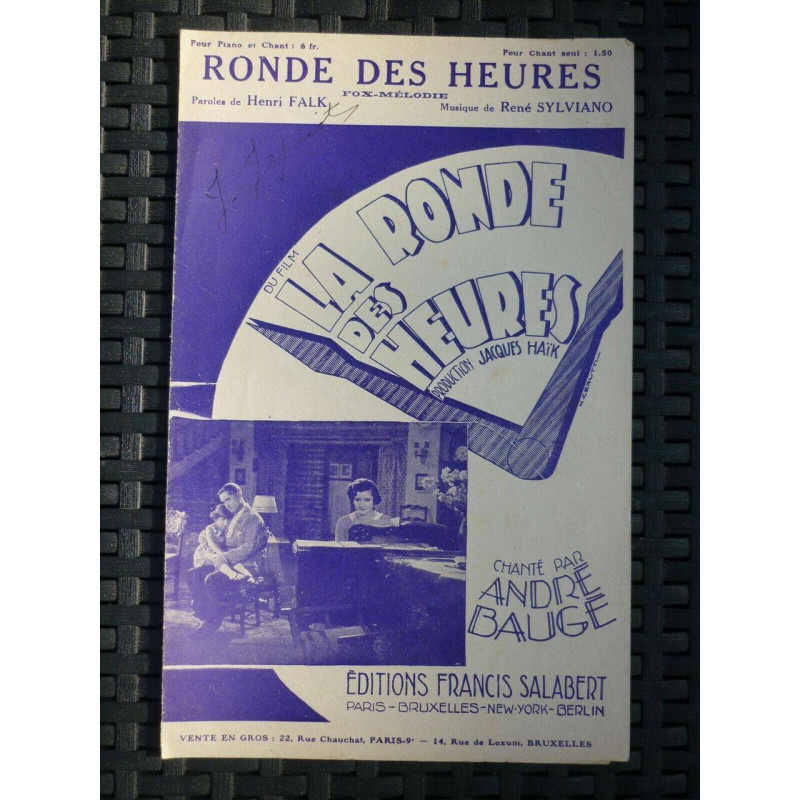 Pour Piano et Chant : 6 fr.
Pour Chant seul : 1.50
RONDE DES HEURES
FOX-MÉLODIE
Paroles de Henri FALK
Musique de René SYLVIANO
DU FILM
LA RONDE
DES
HEURES
PRODUCTION JACQUES HAÏK
CHANTÉ PAR
ANDRÉ
BAUGÉ
ÉDITIONS FRANCIS SALABERT
PARIS – BRUXELLES – NEW-YORK – BERLIN
VENTE EN GROS : 22, Rue Chauchat, PARIS-9e — 14, Rue de Loxum, BRUXELLES